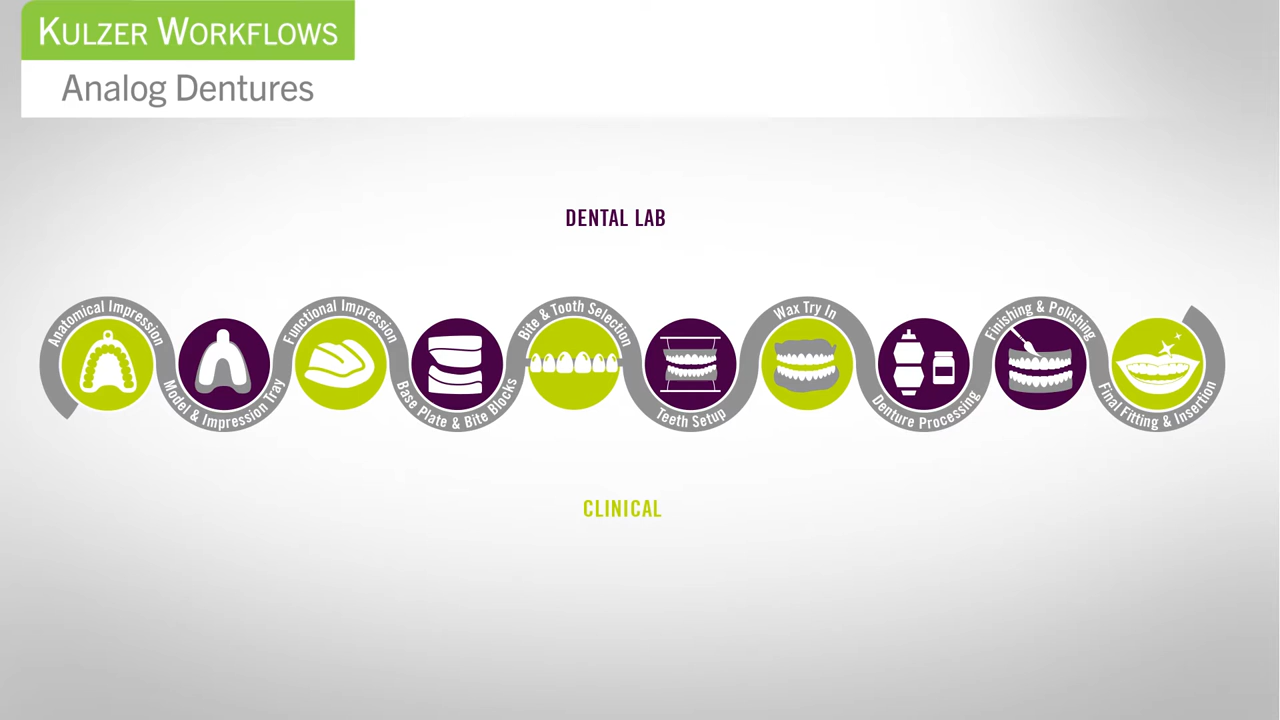 KULZER WORKFLOWS
Analog Dentures
DENTAL LAB
Anatomical Impression
Model & Impression Tray
Functional Impression
Base Plate & Bite Blocks
Bite & Tooth Selection
Teeth Setup
Wax Try In
Denture Processing
Finishing & Polishing
Final Fitting & Insertion
CLINICAL